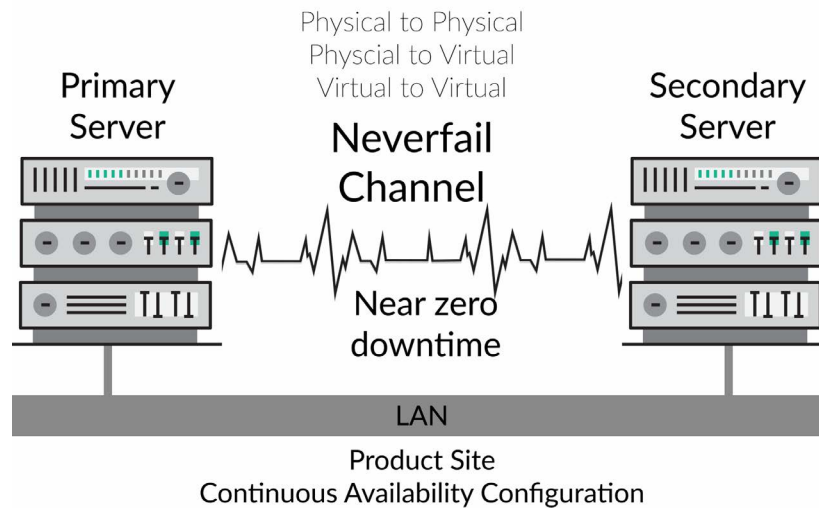 Physical to Physical
Physcial to Virtual
Virtual to Virtual
Primary
Server
Secondary
Server
Neverfail
Channel
Near zero
downtime
LAN
Product Site
Continuous Availability Configuration